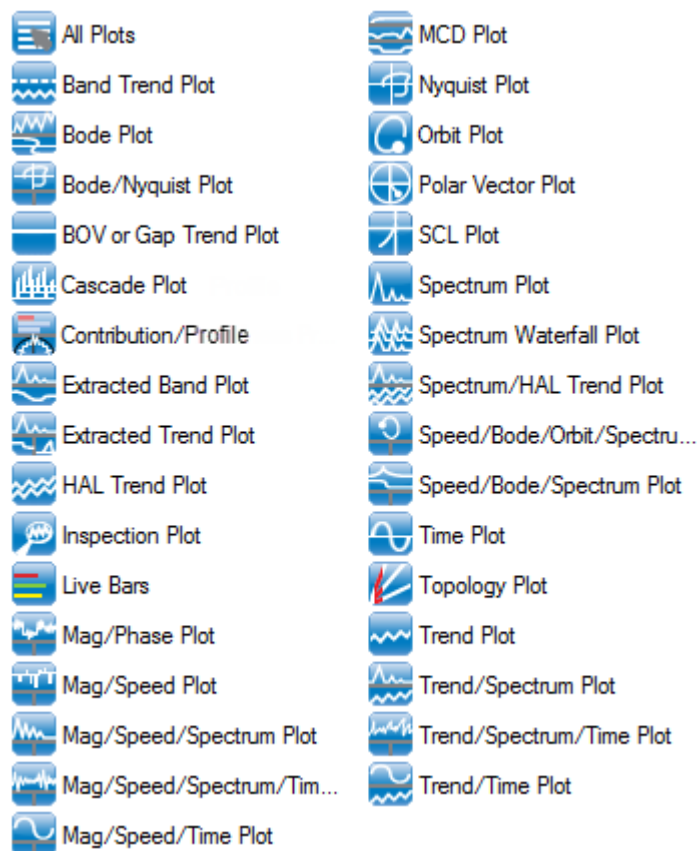 All Plots
Band Trend Plot
Bode Plot
Bode/Nyquist Plot
BOV or Gap Trend Plot
Cascade Plot
Contribution/Profile
Extracted Band Plot
Extracted Trend Plot
HAL Trend Plot
Inspection Plot
Live Bars
Mag/Phase Plot
Mag/Speed Plot
Mag/Speed/Spectrum Plot
Mag/Speed/Spectrum/Tim...
Mag/Speed/Time Plot
MCD Plot
Nyquist Plot
Orbit Plot
Polar Vector Plot
SCL Plot
Spectrum Plot
Spectrum Waterfall Plot
Spectrum/HAL Trend Plot
Speed/Bode/Orbit/Spectru...
Speed/Bode/Spectrum Plot
Time Plot
Topology Plot
Trend Plot
Trend/Spectrum Plot
Trend/Spectrum/Time Plot
Trend/Time Plot